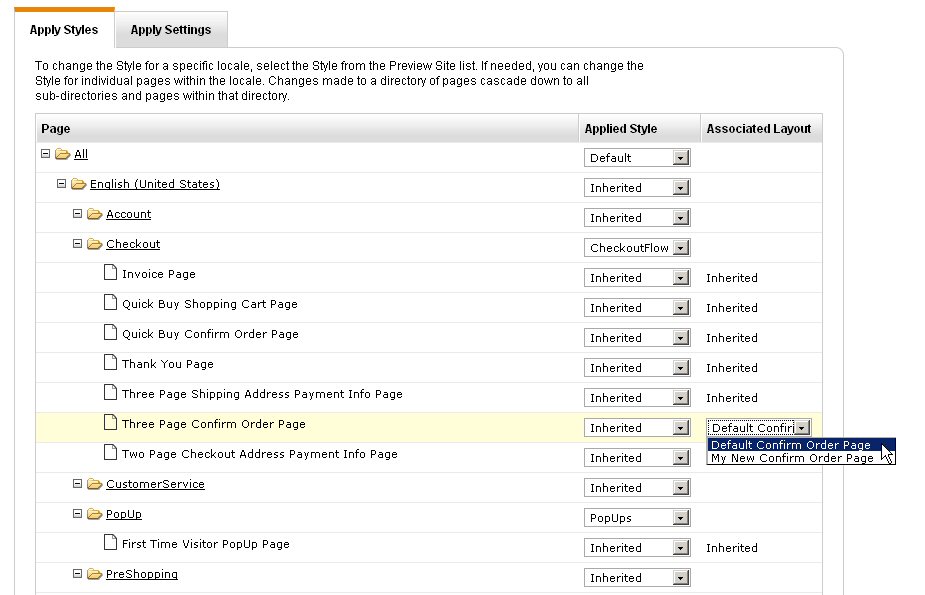 Apply Styles Apply Settings
To change the Style for a specific locale, select the Style from the Preview Site list. If needed, you can change the
Style for individual pages within the locale. Changes made to a directory of pages cascade down to all
sub-directories and pages within that directory.
Page Applied Style Associated Layout
All Default
English (United States) Inherited
Account Inherited
Checkout CheckoutFlow
Invoice Page Inherited Inherited
Quick Buy Shopping Cart Page Inherited Inherited
Quick Buy Confirm Order Page Inherited Inherited
Thank You Page Inherited Inherited
Three Page Shipping Address Payment Info Page Inherited Inherited
Three Page Confirm Order Page Inherited Default Confir
Default Confirm Order Page
My New Confirm Order Page
Two Page Checkout Address Payment Info Page Inherited
CustomerService Inherited
PopUp PopUps
First Time Visitor PopUp Page Inherited Inherited
PreShopping Inherited